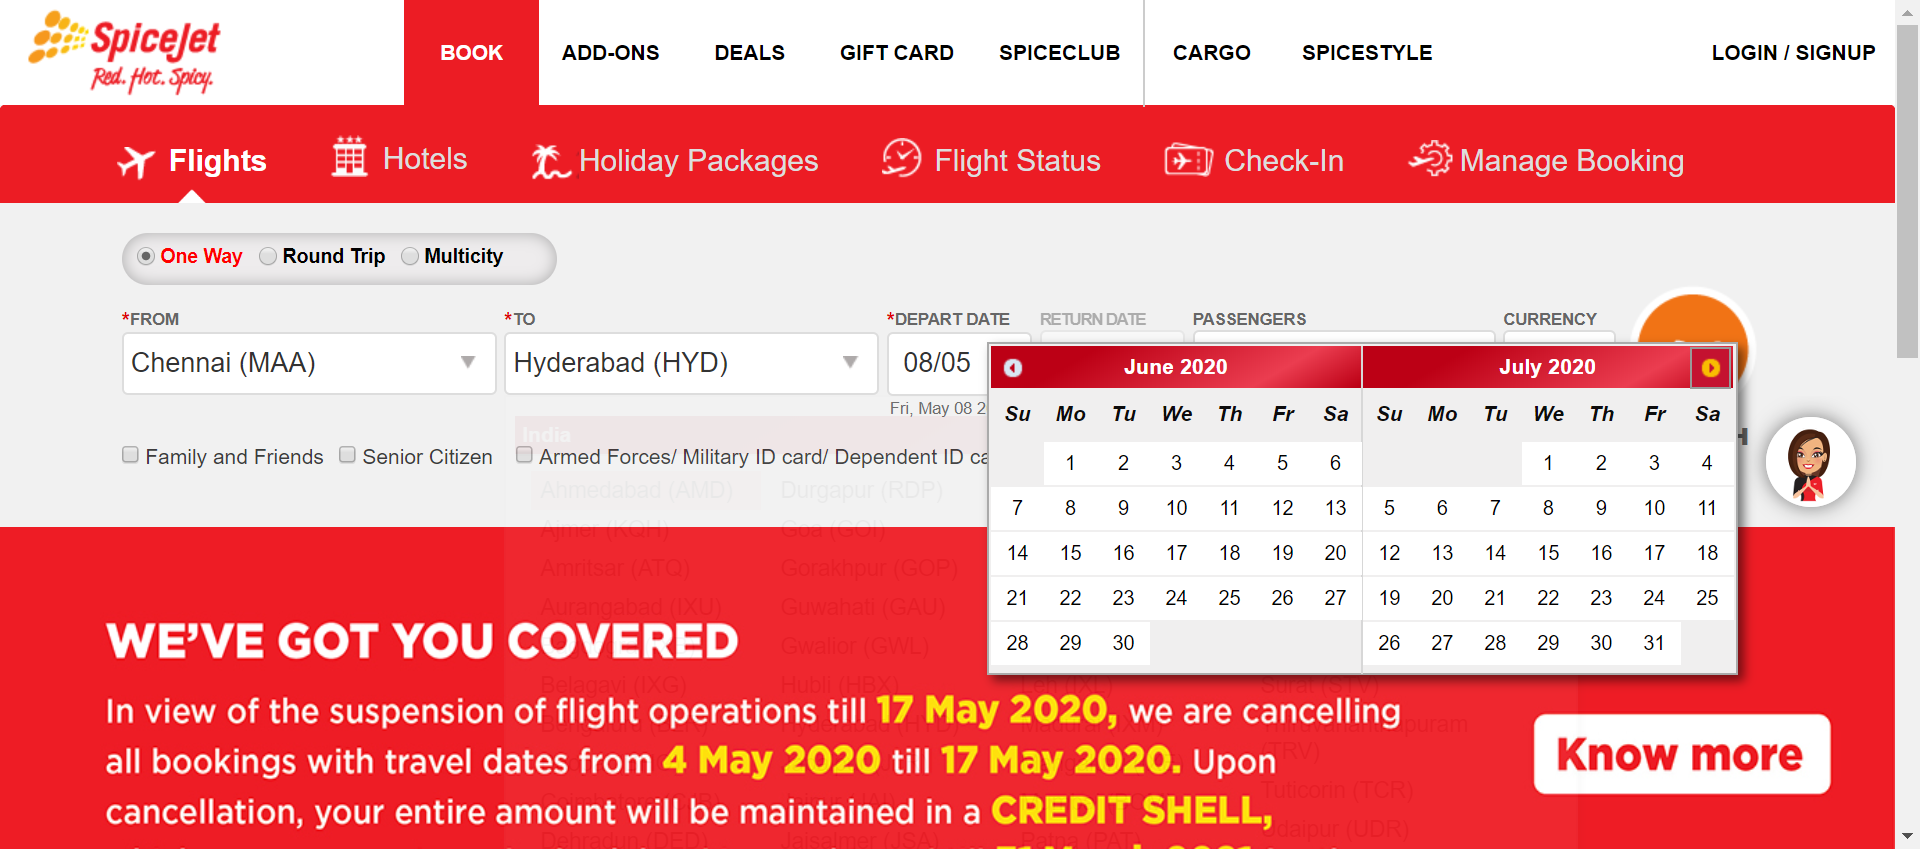 SpiceJet
Red. Hot. Spicy.
BOOK ADD-ONS DEALS GIFT CARD SPICECLUB CARGO SPICESTYLE LOGIN / SIGNUP
Flights Hotels Holiday Packages Flight Status Check-In Manage Booking
One Way Round Trip Multicity
*FROM *TO *DEPART DATE RETURN DATE PASSENGERS CURRENCY
Chennai (MAA) Hyderabad (HYD) 08/05
Fri, May 08 2
June 2020 July 2020
Su Mo Tu We Th Fr Sa Su Mo Tu We Th Fr Sa
1 2 3 4 5 6 1 2 3 4
7 8 9 10 11 12 13 5 6 7 8 9 10 11
14 15 16 17 18 19 20 12 13 14 15 16 17 18
21 22 23 24 25 26 27 19 20 21 22 23 24 25
28 29 30 26 27 28 29 30 31
India
Family and Friends Senior Citizen Armed Forces/ Military ID card/ Dependent ID ca
Ahmedabad (AMD) Durgapur (RDP)
Ajmer (KQH) Goa (GOI)
Amritsar (ATQ) Gorakhpur (GOP)
Aurangabad (IXU) Guwahati (GAU)
Gwalior (GWL)
Belagavi (IXG) Hubli (HBX) Leh (IXL) Surat (STV)
WE'VE GOT YOU COVERED
In view of the suspension of flight operations till 17 May 2020, we are cancelling
all bookings with travel dates from 4 May 2020 till 17 May 2020. Upon
cancellation, your entire amount will be maintained in a CREDIT SHELL,
Know more
(TRV)
Tuticorin (TCR)
Udaipur (UDR)
Dehradun (DED) Jaisalmer (JSA) Patna (PAT)